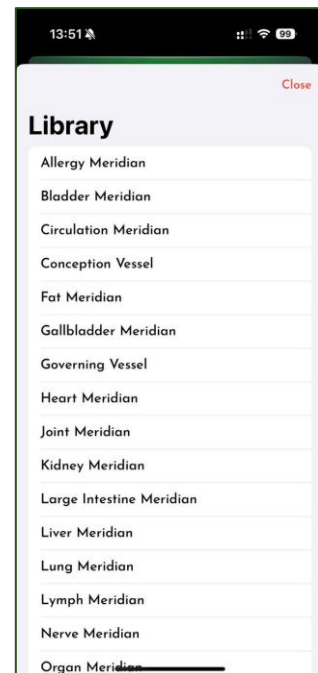 13:51
99
Close
Library
Allergy Meridian
Bladder Meridian
Circulation Meridian
Conception Vessel
Fat Meridian
Gallbladder Meridian
Governing Vessel
Heart Meridian
Joint Meridian
Kidney Meridian
Large Intestine Meridian
Liver Meridian
Lung Meridian
Lymph Meridian
Nerve Meridian
Organ Meridian